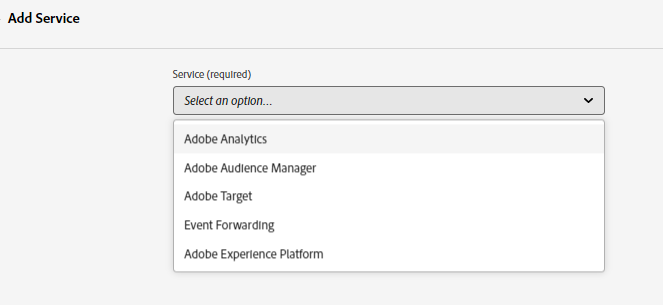 Add Service
Service (required)
Select an option...
Adobe Analytics
Adobe Audience Manager
Adobe Target
Event Forwarding
Adobe Experience Platform